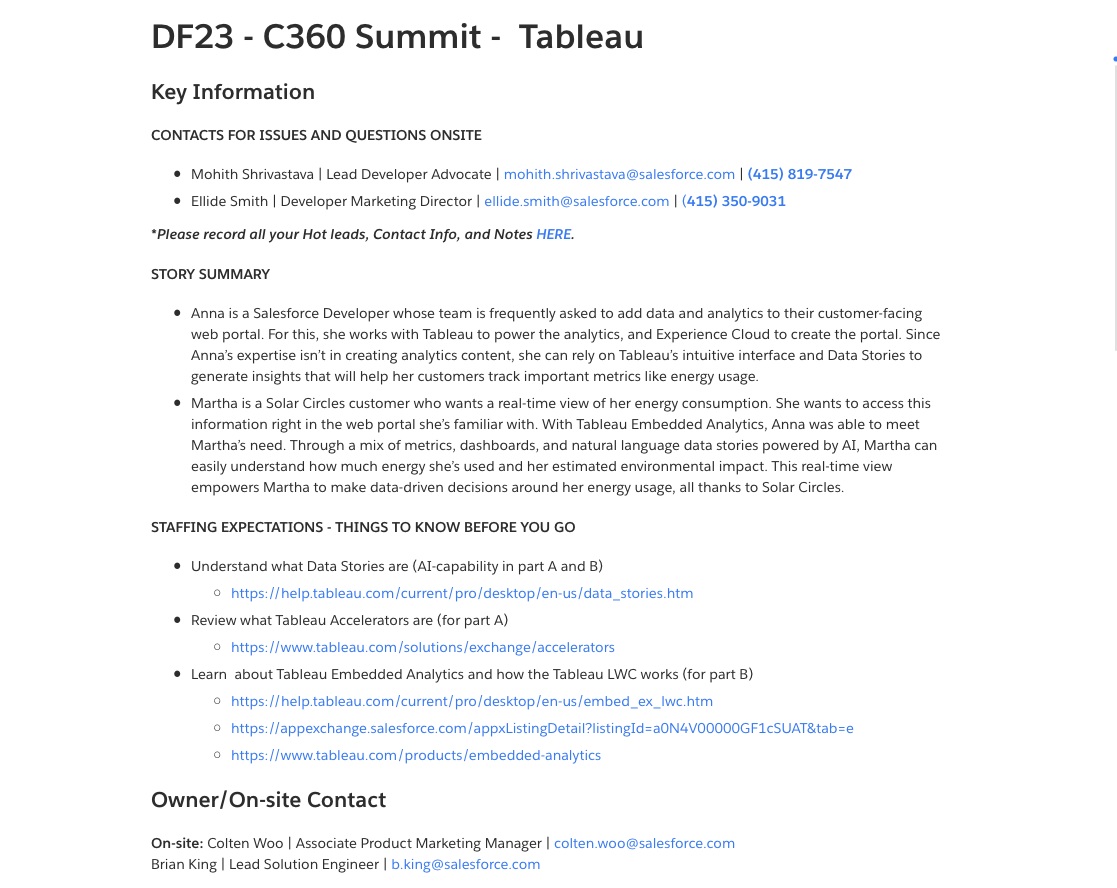 DF23 - C360 Summit -  Tableau
Key Information
CONTACTS FOR ISSUES AND QUESTIONS ONSITE
• Mohith Shrivastava | Lead Developer Advocate | mohith.shrivastava@salesforce.com | (415) 819-7547
• Ellide Smith | Developer Marketing Director | ellide.smith@salesforce.com | (415) 350-9031
*Please record all your Hot leads, Contact Info, and Notes HERE.
STORY SUMMARY
• Anna is a Salesforce Developer whose team is frequently asked to add data and analytics to their customer-facing
web portal. For this, she works with Tableau to power the analytics, and Experience Cloud to create the portal. Since
Anna’s expertise isn’t in creating analytics content, she can rely on Tableau’s intuitive interface and Data Stories to
generate insights that will help her customers track important metrics like energy usage.
• Martha is a Solar Circles customer who wants a real-time view of her energy consumption. She wants to access this
information right in the web portal she’s familiar with. With Tableau Embedded Analytics, Anna was able to meet
Martha’s need. Through a mix of metrics, dashboards, and natural language data stories powered by AI, Martha can
easily understand how much energy she’s used and her estimated environmental impact. This real-time view
empowers Martha to make data-driven decisions around her energy usage, all thanks to Solar Circles.
STAFFING EXPECTATIONS - THINGS TO KNOW BEFORE YOU GO
• Understand what Data Stories are (AI-capability in part A and B)
○ https://help.tableau.com/current/pro/desktop/en-us/data_stories.htm
• Review what Tableau Accelerators are (for part A)
○ https://www.tableau.com/solutions/exchange/accelerators
• Learn  about Tableau Embedded Analytics and how the Tableau LWC works (for part B)
○ https://help.tableau.com/current/pro/desktop/en-us/embed_ex_lwc.htm
○ https://appexchange.salesforce.com/appxListingDetail?listingId=a0N4V00000GF1cSUAT&tab=e
○ https://www.tableau.com/products/embedded-analytics
Owner/On-site Contact
On-site: Colten Woo | Associate Product Marketing Manager | colten.woo@salesforce.com
Brian King | Lead Solution Engineer | b.king@salesforce.com